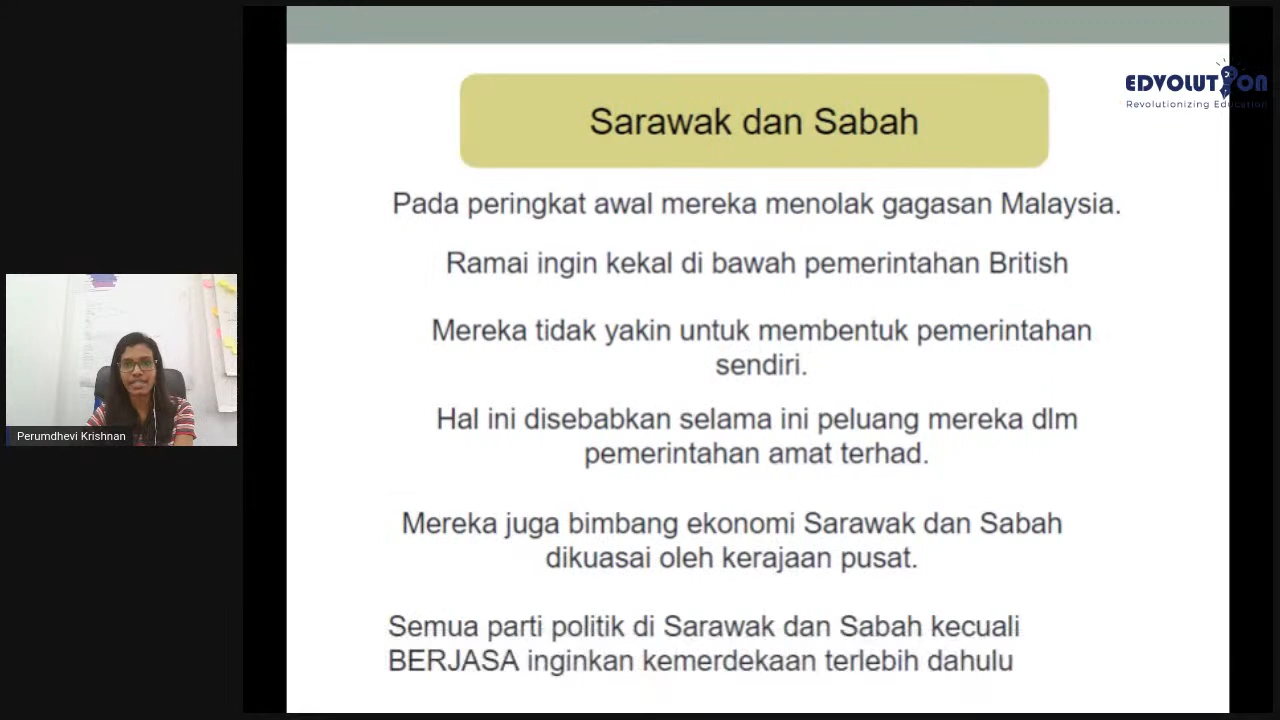 Sarawak dan Sabah
EDVOLUTION
Revolutionizing Education
Pada peringkat awal mereka menolak gagasan Malaysia.
Ramai ingin kekal di bawah pemerintahan British
Mereka tidak yakin untuk membentuk pemerintahan
sendiri.
Hal ini disebabkan selama ini peluang mereka dlm
pemerintahan amat terhad.
Mereka juga bimbang ekonomi Sarawak dan Sabah
dikuasai oleh kerajaan pusat.
Semua parti politik di Sarawak dan Sabah kecuali
BERJASA inginkan kemerdekaan terlebih dahulu
Perumdhevi Krishnan